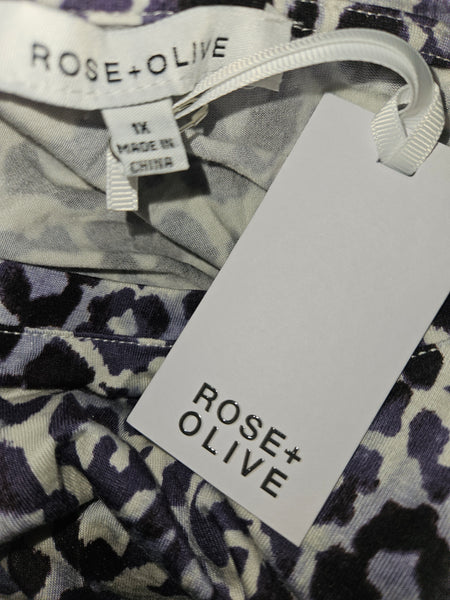 ROSE+OLIVE
1X
MADE IN
CHINA
ROSE+
OLIVE